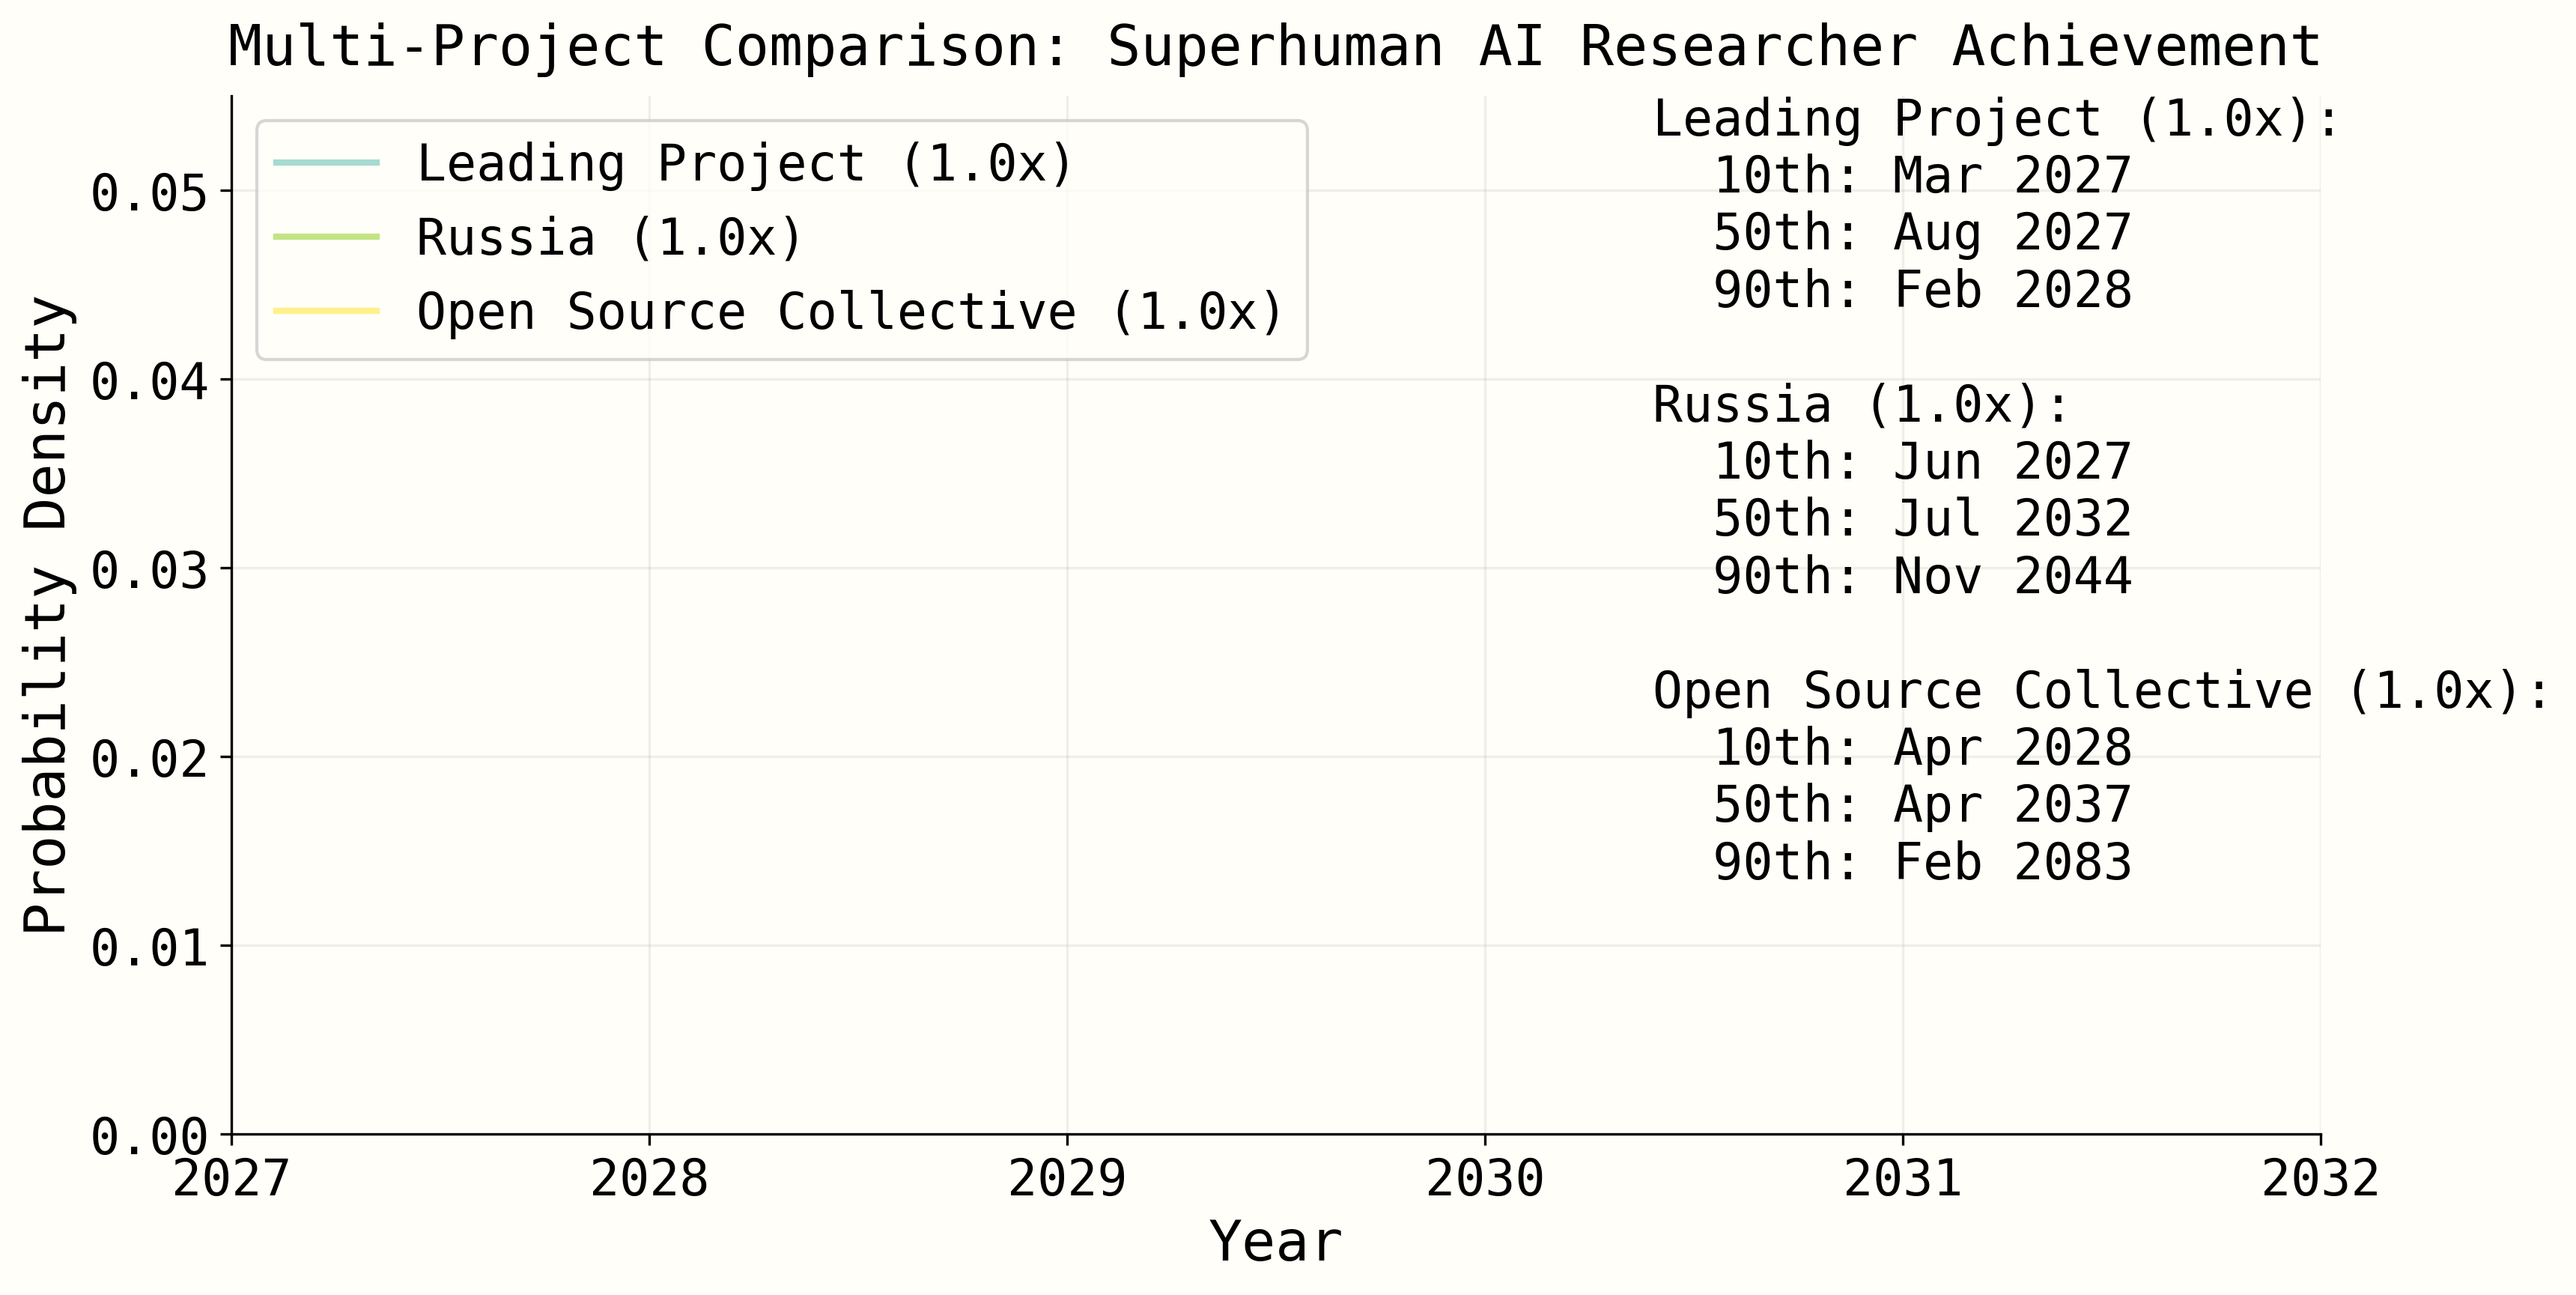 Multi-Project Comparison: Superhuman AI Researcher Achievement
Leading Project (1.0x)
Russia (1.0x)
Open Source Collective (1.0x)
Leading Project (1.0x):
10th: Mar 2027
50th: Aug 2027
90th: Feb 2028
Russia (1.0x):
10th: Jun 2027
50th: Jul 2032
90th: Nov 2044
Open Source Collective (1.0x):
10th: Apr 2028
50th: Apr 2037
90th: Feb 2083
Probability Density
0.05
0.04
0.03
0.02
0.01
0.00
2027 2028 2029 2030 2031 2032
Year